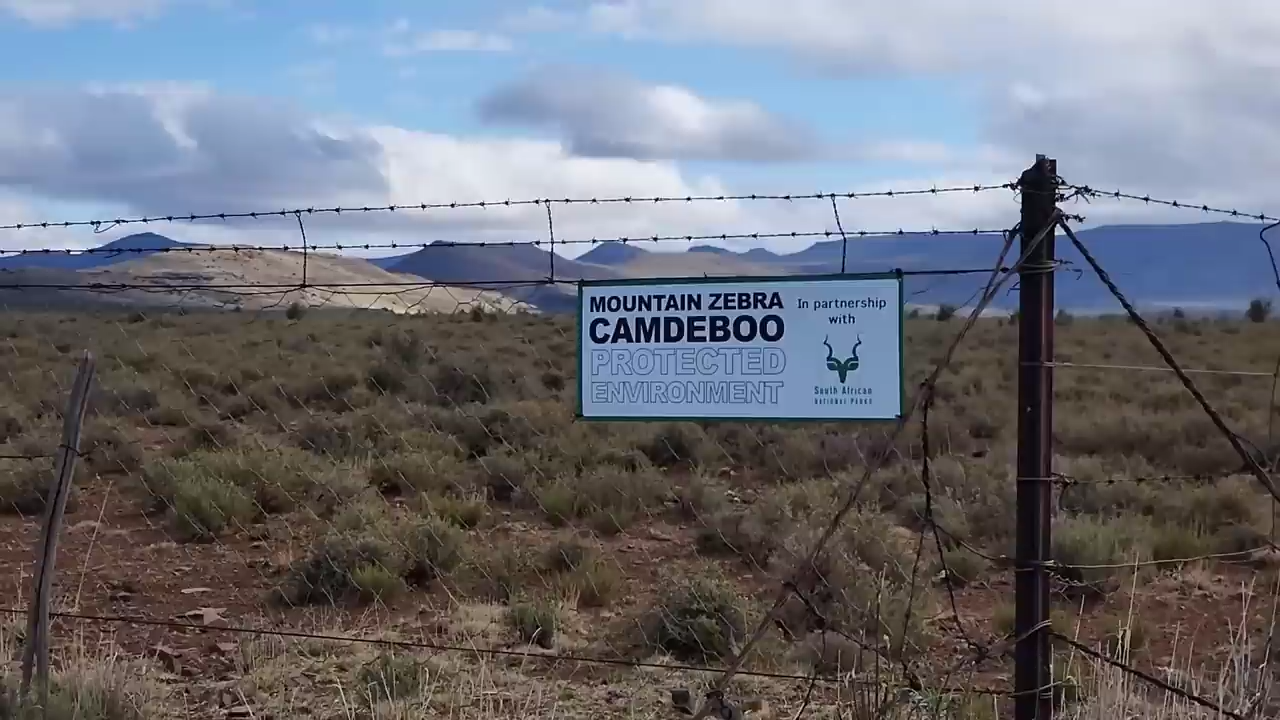 MOUNTAIN ZEBRA
CAMDEBOO
PROTECTED
ENVIRONMENT
In partnership
with
South African
NATIONAL PARKS